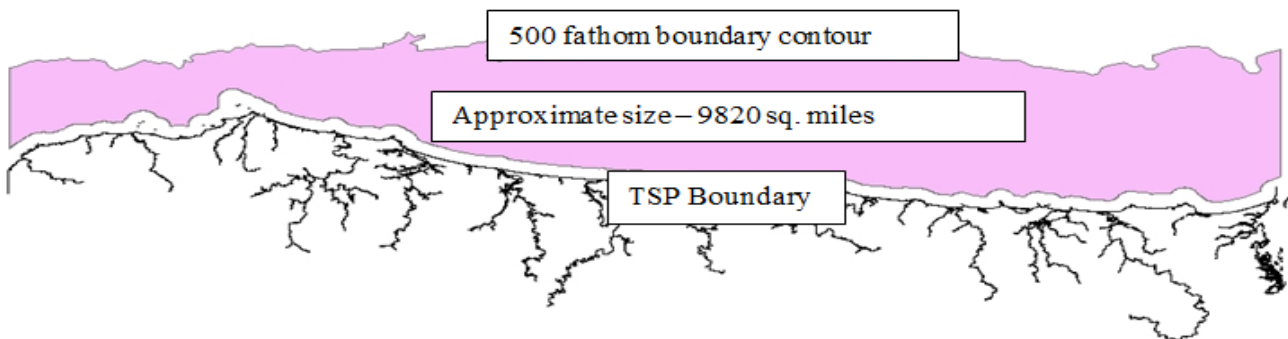 500 fathom boundary contour
Approximate size – 9820 sq. miles
TSP Boundary